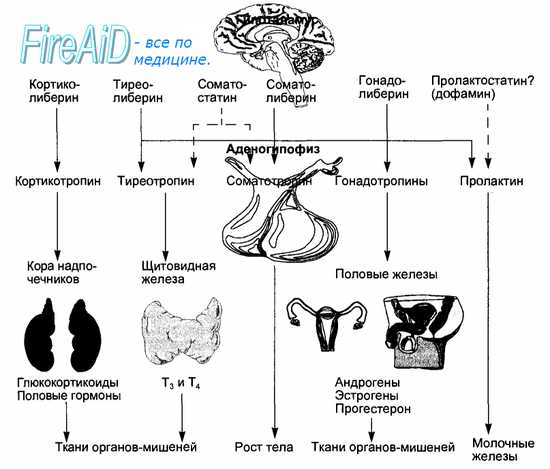 Гипоталамус
FireAiD - все по
медицине.
Кортико-
либерин
Тирео-
либерин
Сомато-
статин
Сомато-
либерин
Гонадо-
либерин
Пролактостатин?
(дофамин)
Аденогипофиз
Кортикотропин
Тиреотропин
Соматотропин
Гонадотропины
Пролактин
Кора надпо-
чечников
Щитовидная
железа
Половые железы
Глюкокортикоиды
Половые гормоны
Т3 и Т4
Андрогены
Эстрогены
Прогестерон
Ткани органов-мишеней
Рост тела
Ткани органов-мишеней
Молочные
железы